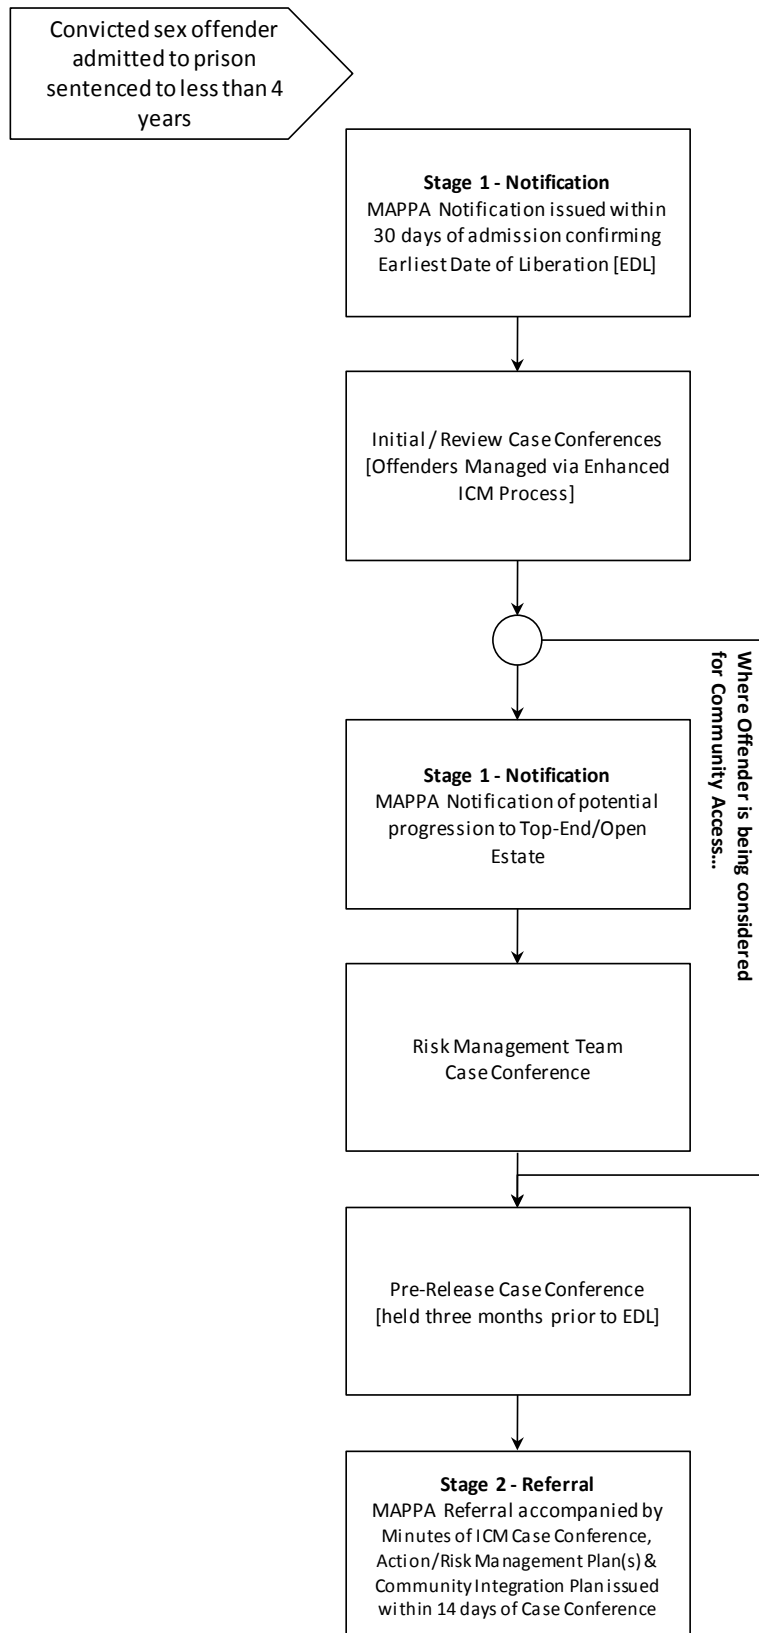 Convicted sex offender
admitted to prison
sentenced to less than 4
years
Stage 1 - Notification
MAPPA Notification issued within
30 days of admission confirming
Earliest Date of Liberation [EDL]
Initial / Review Case Conferences
[Offenders Managed via Enhanced
ICM Process]
Where Offender is being considered
for Community Access...
Stage 1 - Notification
MAPPA Notification of potential
progression to Top-End/Open
Estate
Risk Management Team
Case Conference
Pre-Release Case Conference
[held three months prior to EDL]
Stage 2 - Referral
MAPPA Referral accompanied by
Minutes of ICM Case Conference,
Action/Risk Management Plan(s) &
Community Integration Plan issued
within 14 days of Case Conference